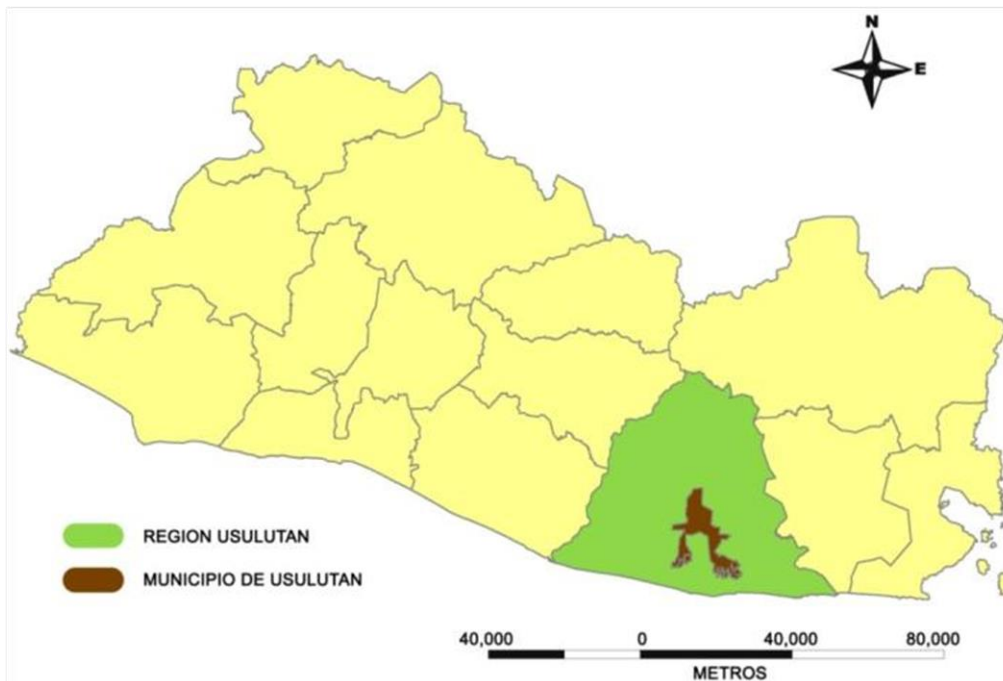 N
E
REGION USULUTAN
MUNICIPIO DE USULUTAN
40,000 0 40,000 80,000
METROS